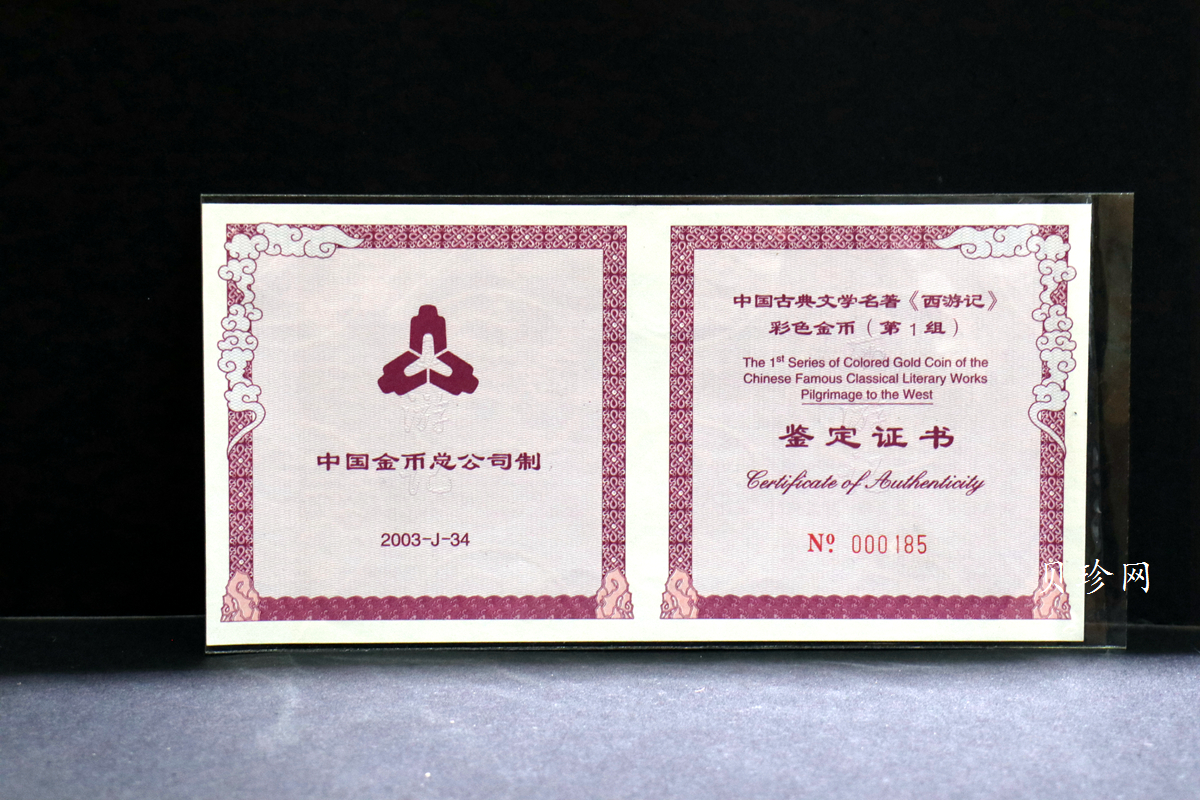 中国金币总公司制
2003-J-34
中国古典文学名著《西游记》
彩色金币（第1组）
The 1st Series of Colored Gold Coin of the
Chinese Famous Classical Literary Works
Pilgrimage to the West
鉴定证书
Certificate of Authenticity
Nº 000185
贝珍网